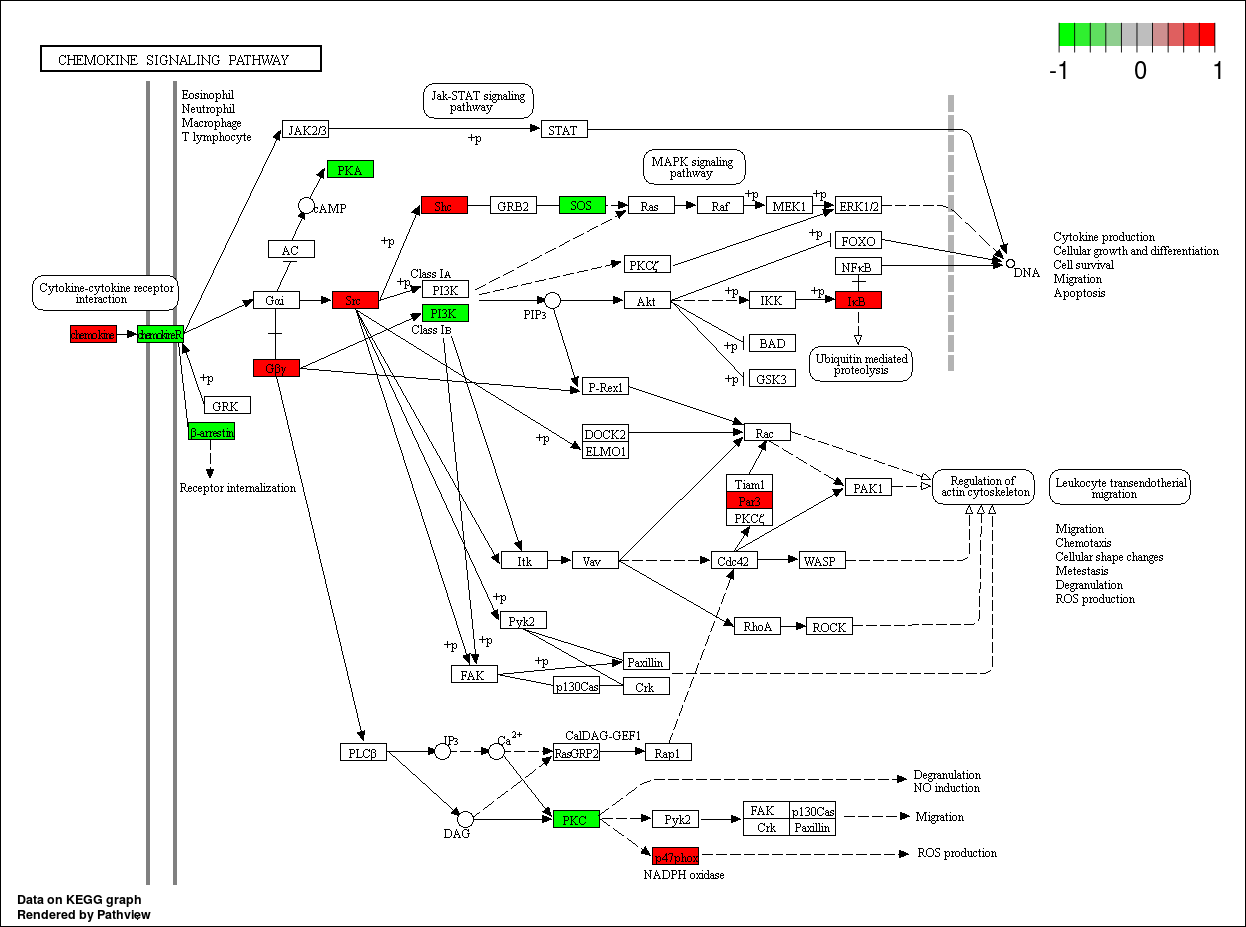 CHEMOKINE SIGNALING PATHWAY
-1
0
1
Eosinophil
Neutrophil
Macrophage
T lymphocyte
Jak-STAT signaling
pathway
JAK2/3
+p
STAT
MAPK signaling
pathway
PKA
cAMP
AC
Shc
GRB2
SOS
Ras
Raf
+p
MEK1
+p
ERK1/2
+p
+p
FOXO
NFκB
DNA
Cytokine production
Cellular growth and differentiation
Cell survival
Migration
Apoptosis
Cytokine-cytokine receptor
interaction
Class IA
PKCζ
Gαi
Src
+p
PI3K
PI3K
Class IB
PIP3
Akt
+p
IKK
+p
IκB
chemokine
chemokineR
+p
BAD
Ubiquitin mediated
proteolysis
Gβγ
+p
GSK3
+p
GRK
P-Rex1
β-arrestin
+p
DOCK2
ELMO1
Rac
Receptor internalization
Tiam1
Par3
PKCζ
PAK1
Regulation of
actin cytoskeleton
Leukocyte transendotherial
migration
Migration
Chemotaxis
Cellular shape changes
Metestasis
Degranulation
ROS production
Itk
Vav
Cdc42
WASP
+p
Pyk2
RhoA
ROCK
+p
+p
+p
FAK
Paxillin
p130Cas
Crk
CalDAG-GEF1
PLCβ
IP3
Ca2+
RasGRP2
Rap1
Degranulation
NO induction
DAG
PKC
Pyk2
FAK
p130Cas
Crk
Paxillin
Migration
p47phox
ROS production
NADPH oxidase
Data on KEGG graph
Rendered by Pathview